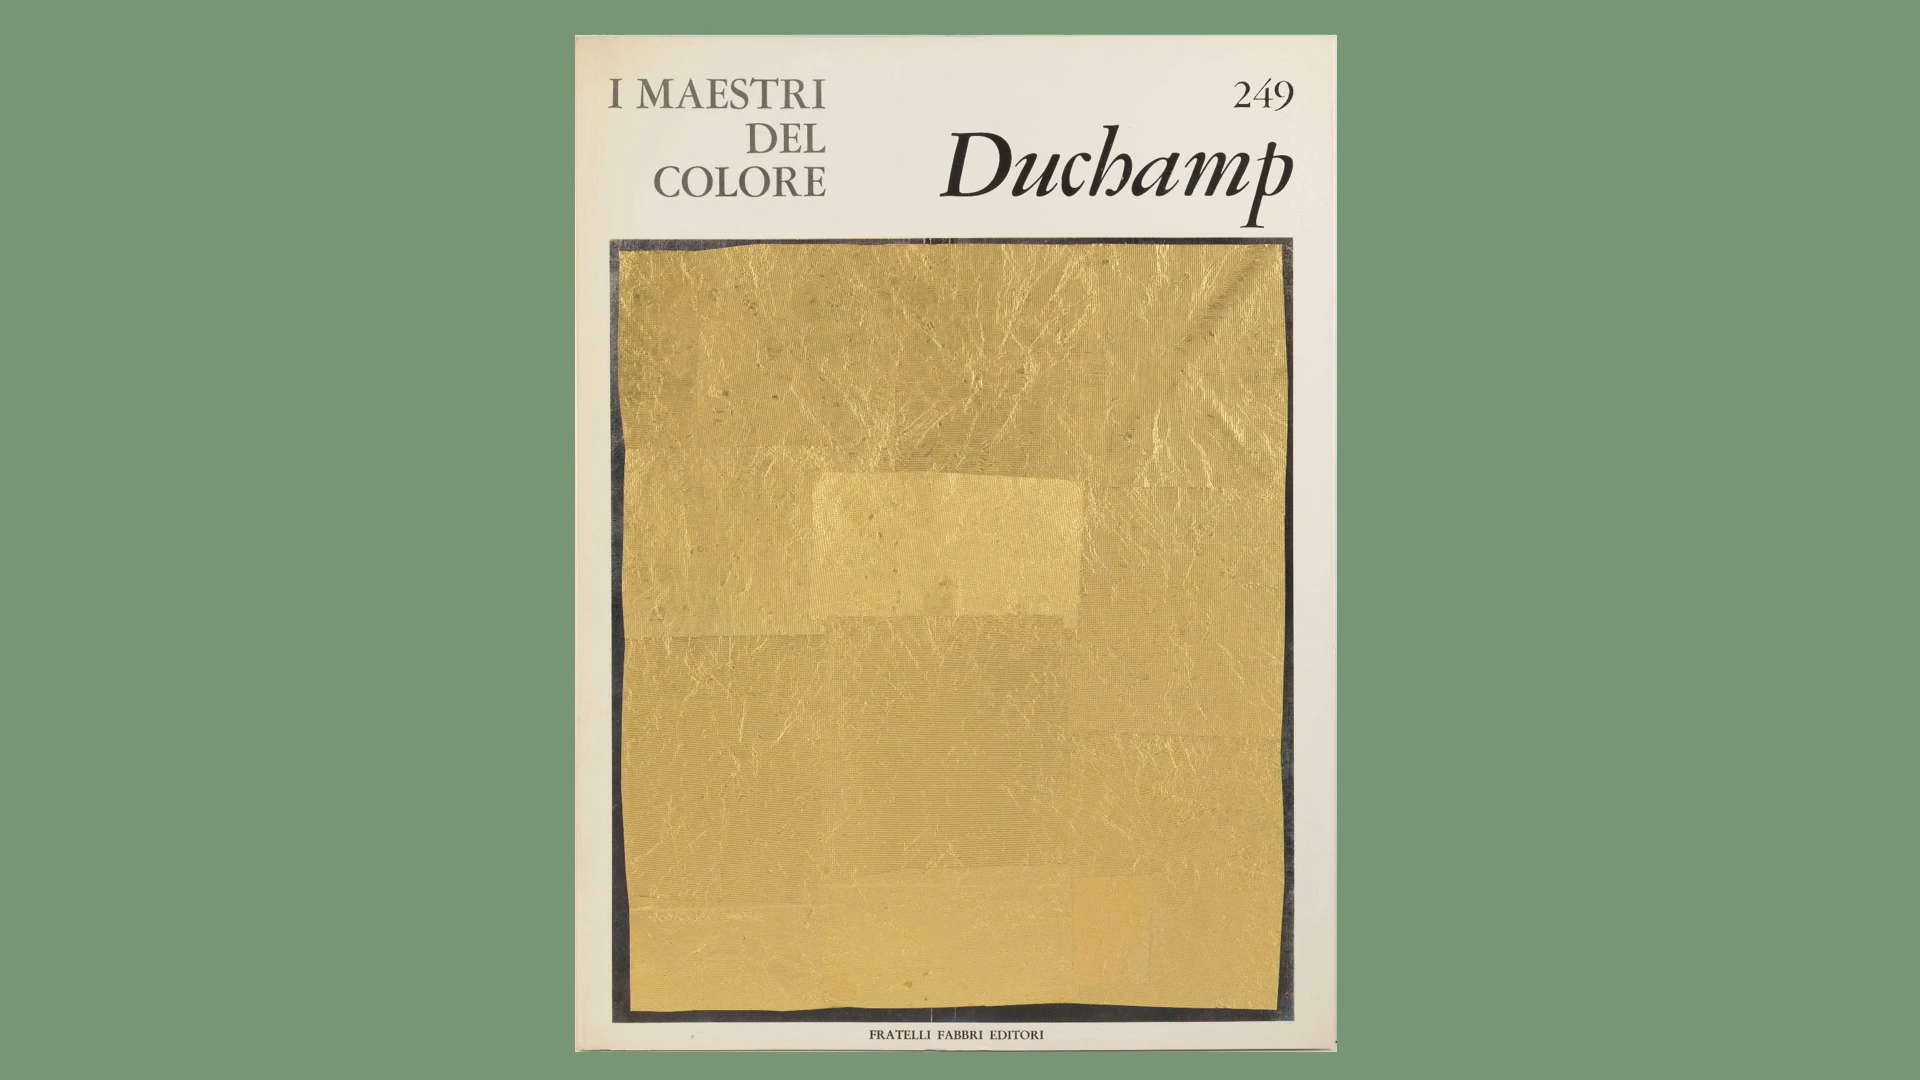 I MAESTRI
DEL
COLORE
249
Duchamp
FRATELLI FABBRI EDITORI